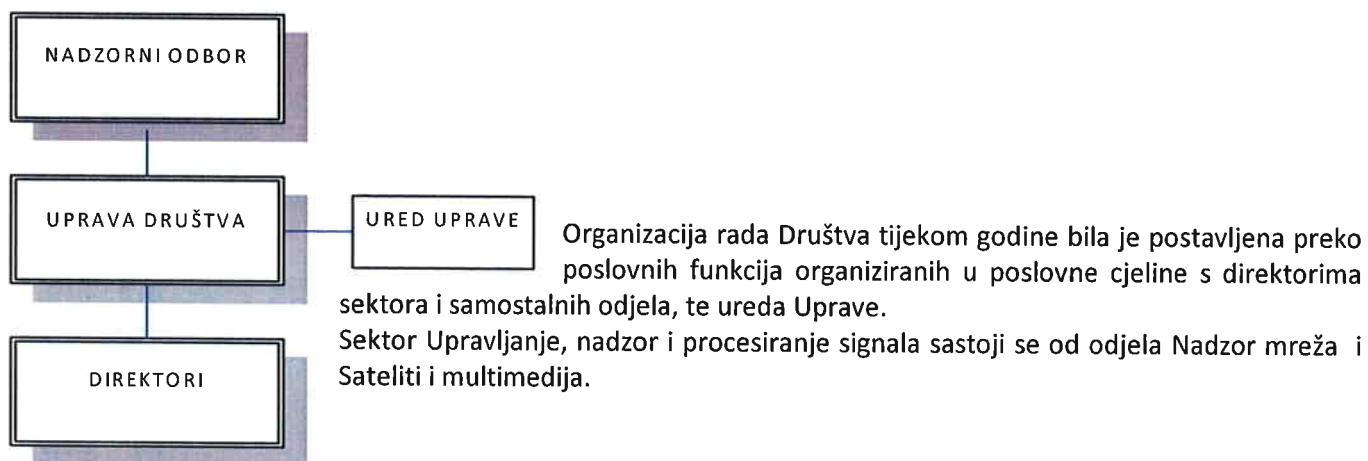 NADZORNI ODBOR
UPRAVA DRUŠTVA
URED UPRAVE
DIREKTORI
Organizacija rada Društva tijekom godine bila je postavljena preko
poslovnih funkcija organiziranih u poslovne cjeline s direktorima
sektora i samostalnih odjela, te ureda Uprave.
Sektor Upravljanje, nadzor i procesiranje signala sastoji se od odjela Nadzor mreža i
Sateliti i multimedija.